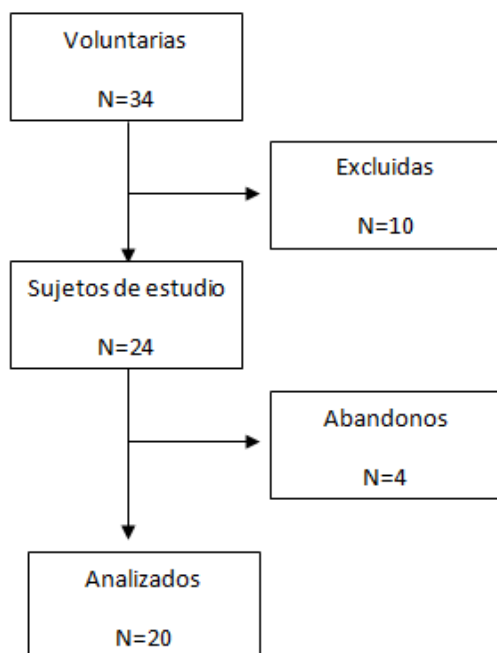 Voluntarias
N=34
Excluidas
N=10
Sujetos de estudio
N=24
Abandonos
N=4
Analizados
N=20